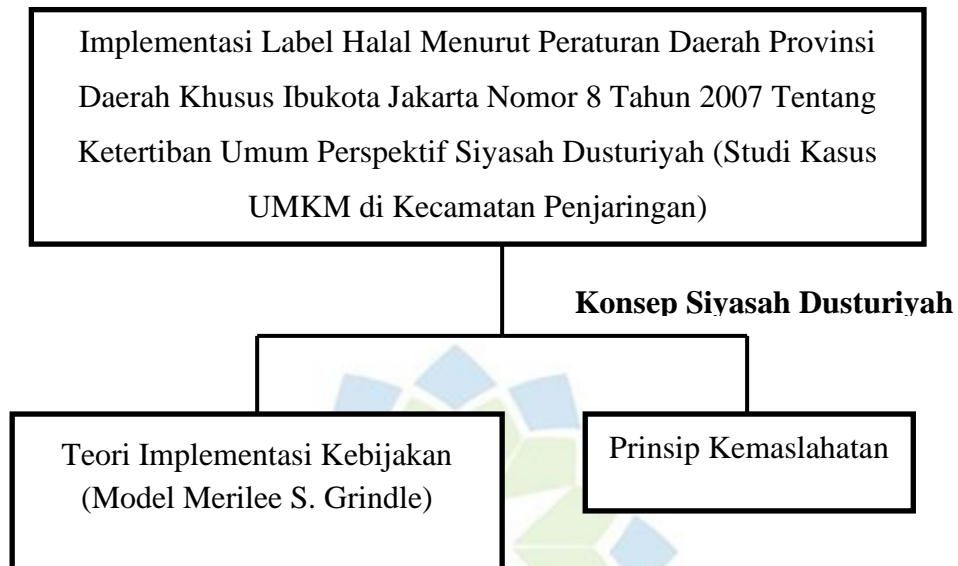 Implementasi Label Halal Menurut Peraturan Daerah Provinsi
Daerah Khusus Ibukota Jakarta Nomor 8 Tahun 2007 Tentang
Ketertiban Umum Perspektif Siyasah Dusturiyah (Studi Kasus
UMKM di Kecamatan Penjaringan)
Konsep Siyasah Dusturiyah
Teori Implementasi Kebijakan
(Model Merilee S. Grindle)
Prinsip Kemaslahatan